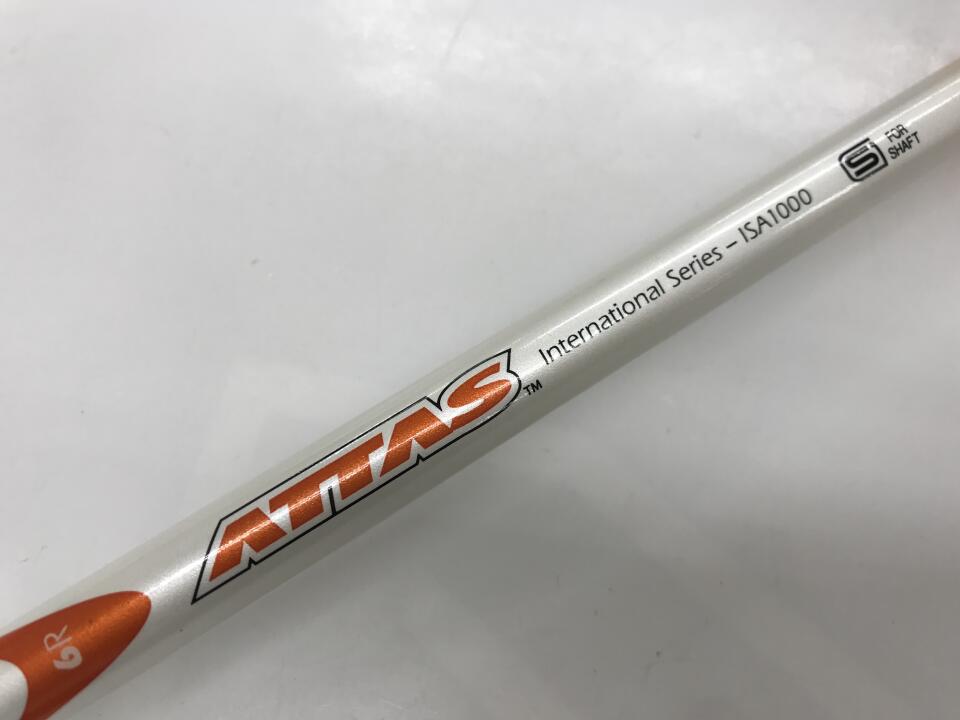 6R
ATTAS™
International Series – ISA1000
S FOR
SHAFT